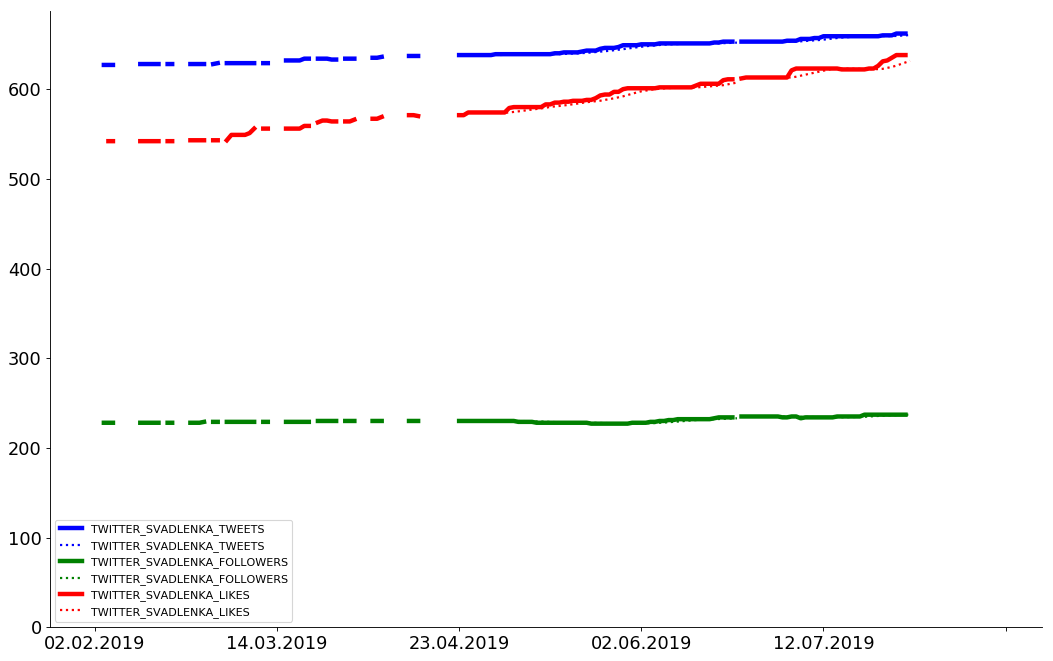 600
500
400
300
200
100
0
TWITTER_SVADLENKA_TWEETS
TWITTER_SVADLENKA_TWEETS
TWITTER_SVADLENKA_FOLLOWERS
TWITTER_SVADLENKA_FOLLOWERS
TWITTER_SVADLENKA_LIKES
TWITTER_SVADLENKA_LIKES
02.02.2019 14.03.2019 23.04.2019 02.06.2019 12.07.2019